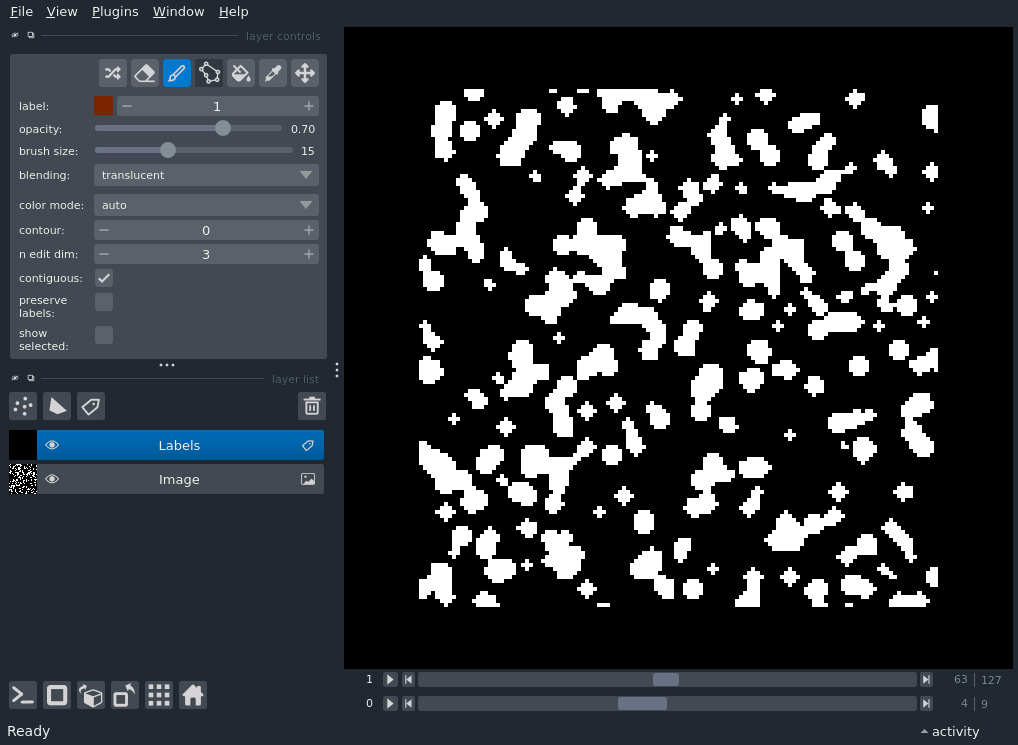 File View Plugins Window Help
layer controls
label: 1
opacity: 0.70
brush size: 15
blending: translucent
color mode: auto
contour: 0
n edit dim: 3
contiguous:
preserve
labels:
show
selected:
layer list
Labels
Image
1 63 127
0 4 9
Ready activity